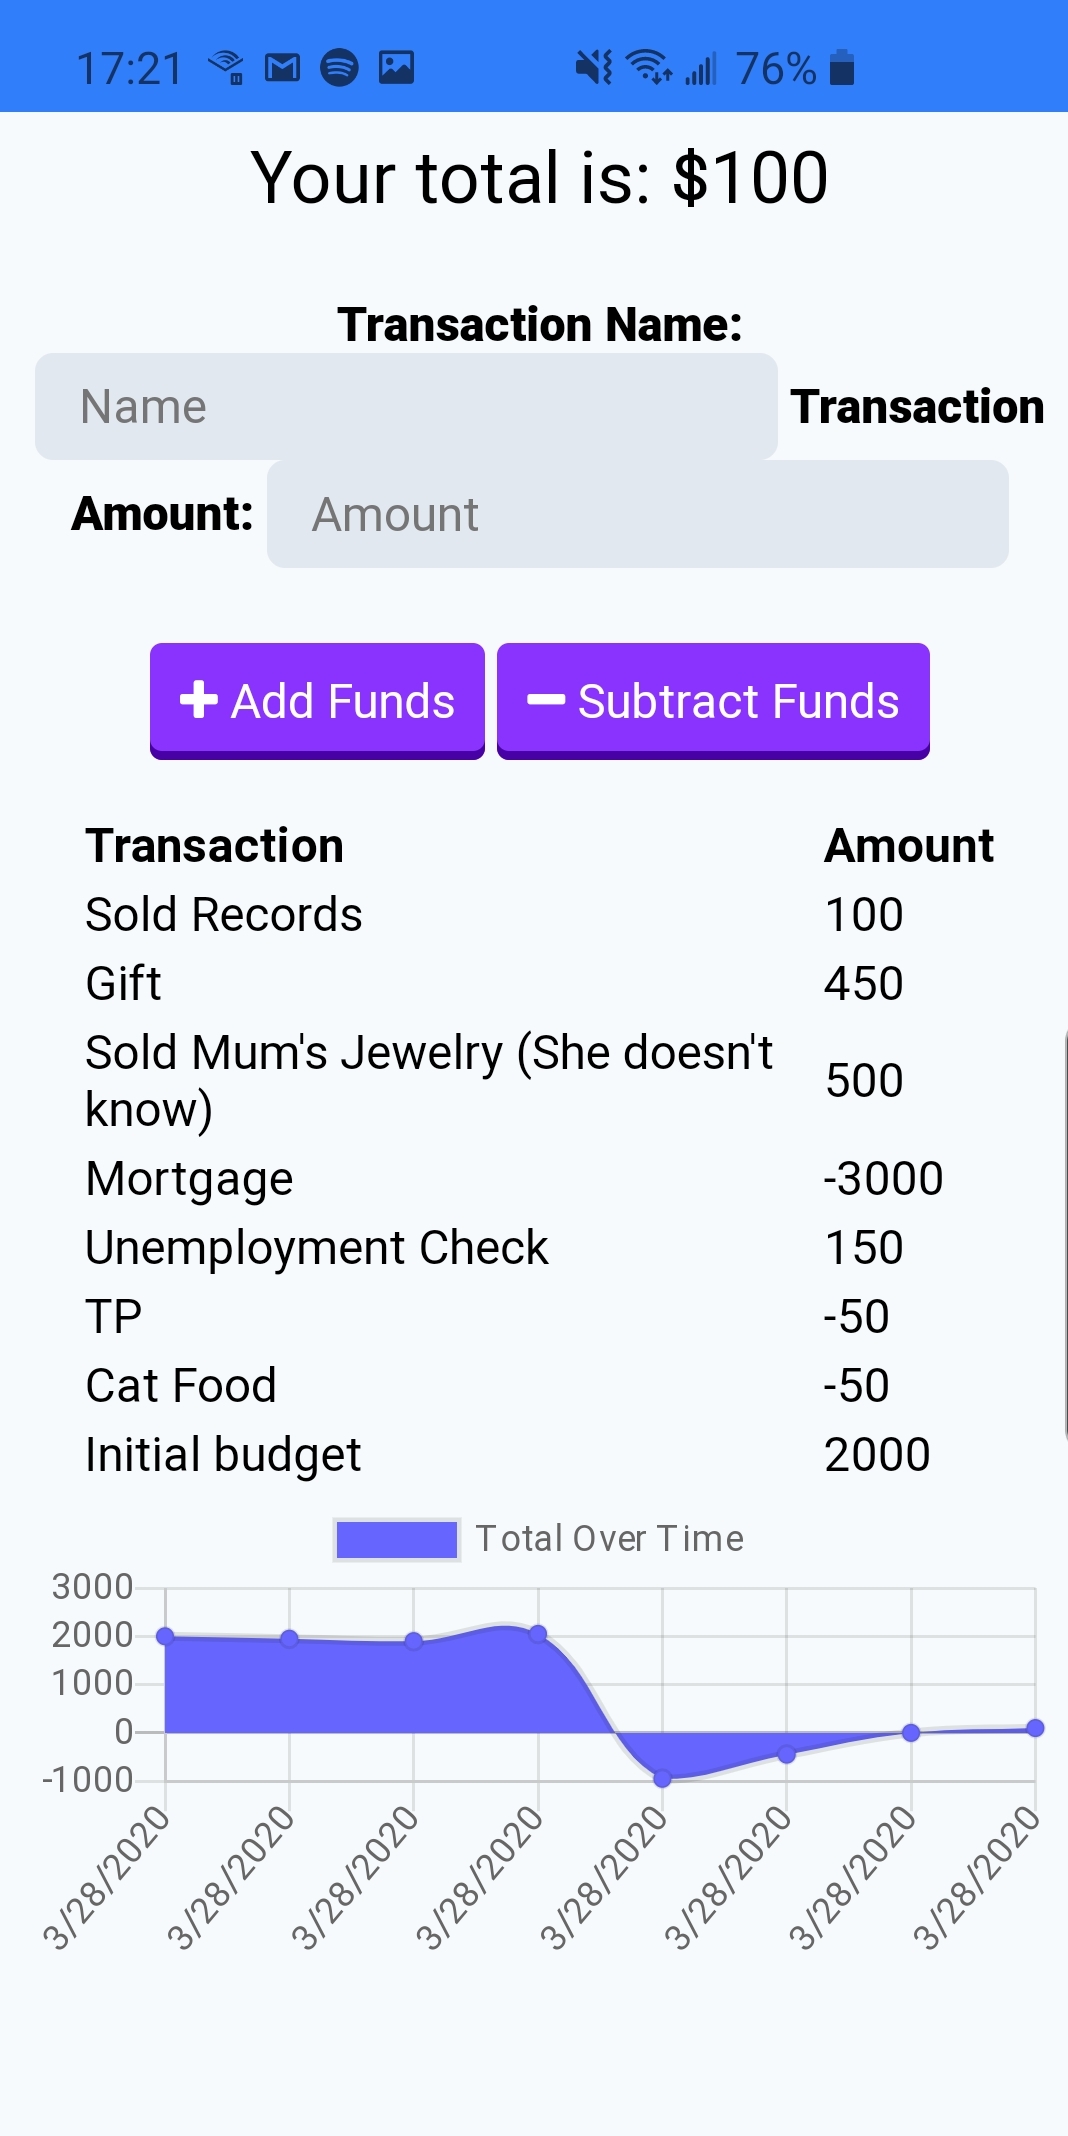 17:21 76%
Your total is: $100
Transaction Name:
Name Transaction
Amount: Amount
Add Funds Subtract Funds
Transaction Amount
Sold Records 100
Gift 450
Sold Mum's Jewelry (She doesn't
know) 500
Mortgage -3000
Unemployment Check 150
TP -50
Cat Food -50
Initial budget 2000
Total Over Time
3000
2000
1000
0
-1000
3/28/2020 3/28/2020 3/28/2020 3/28/2020 3/28/2020 3/28/2020 3/28/2020 3/28/2020